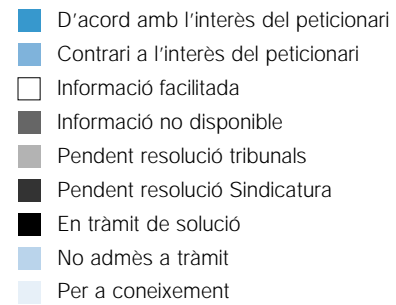 D'acord amb l'interès del peticionari
Contrari a l'interès del peticionari
Informació facilitada
Informació no disponible
Pendent resolució tribunals
Pendent resolució Sindicatura
En tràmit de solució
No admès a tràmit
Per a coneixement